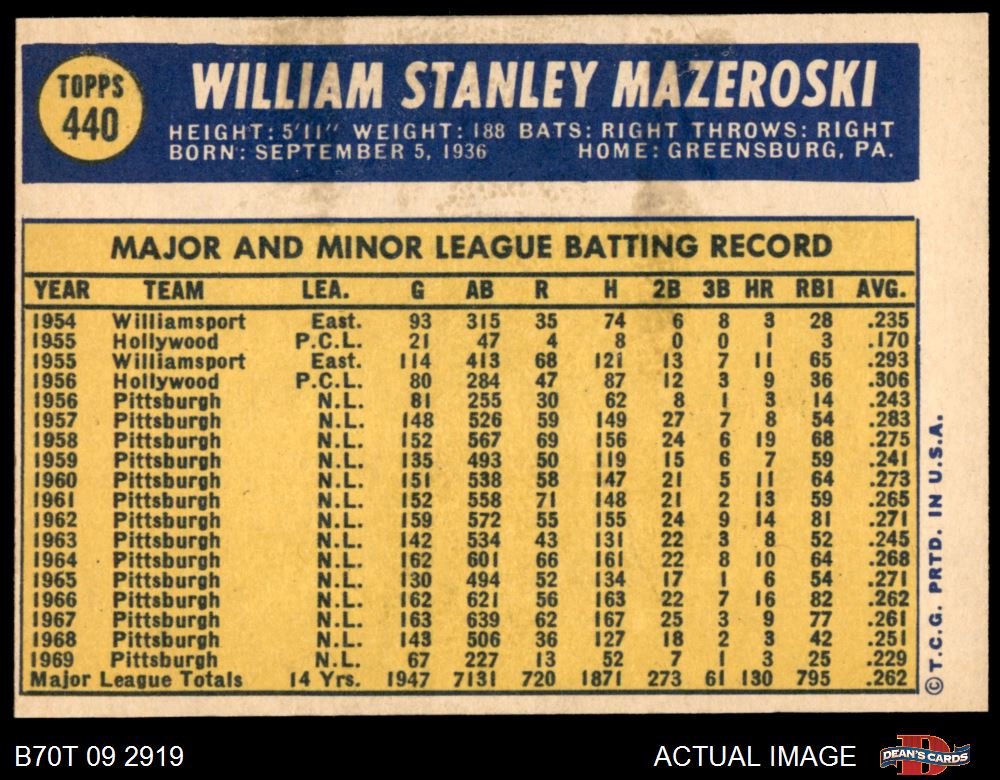 TOPPS
440
WILLIAM STANLEY MAZEROSKI
HEIGHT: 5'11" WEIGHT: 188 BATS: RIGHT THROWS: RIGHT
BORN: SEPTEMBER 5, 1936 HOME: GREENSBURG, PA.
MAJOR AND MINOR LEAGUE BATTING RECORD
YEAR TEAM LEA. G AB R H 2B 3B HR RBI AVG.
1954 Williamsport East. 93 315 35 74 6 8 3 28 .235
1955 Hollywood P.C.L. 21 47 4 8 0 0 1 3 .170
1955 Williamsport East. 114 413 68 121 13 7 11 65 .293
1956 Hollywood P.C.L. 80 284 47 87 12 3 9 36 .306
1956 Pittsburgh N.L. 81 255 30 62 8 1 3 14 .243
1957 Pittsburgh N.L. 148 526 59 149 27 7 8 54 .283
1958 Pittsburgh N.L. 152 567 69 156 24 6 19 68 .275
1959 Pittsburgh N.L. 135 493 50 119 15 6 7 59 .241
1960 Pittsburgh N.L. 151 538 58 147 21 5 11 64 .273
1961 Pittsburgh N.L. 152 558 71 148 21 2 13 59 .265
1962 Pittsburgh N.L. 159 572 55 155 24 9 14 81 .271
1963 Pittsburgh N.L. 142 534 43 131 22 3 8 52 .245
1964 Pittsburgh N.L. 162 601 66 161 22 8 10 64 .268
1965 Pittsburgh N.L. 130 494 52 134 17 1 6 54 .271
1966 Pittsburgh N.L. 162 621 56 163 22 7 16 82 .262
1967 Pittsburgh N.L. 163 639 62 167 25 3 9 77 .261
1968 Pittsburgh N.L. 143 506 36 127 18 2 3 42 .251
1969 Pittsburgh N.L. 67 227 13 52 7 1 3 25 .229
Major League Totals 14 Yrs. 1947 7131 720 1871 273 61 130 795 .262
©T.C.G. PRTD. IN U.S.A.
B70T 09 2919
ACTUAL IMAGE
D
DEAN'S CARDS